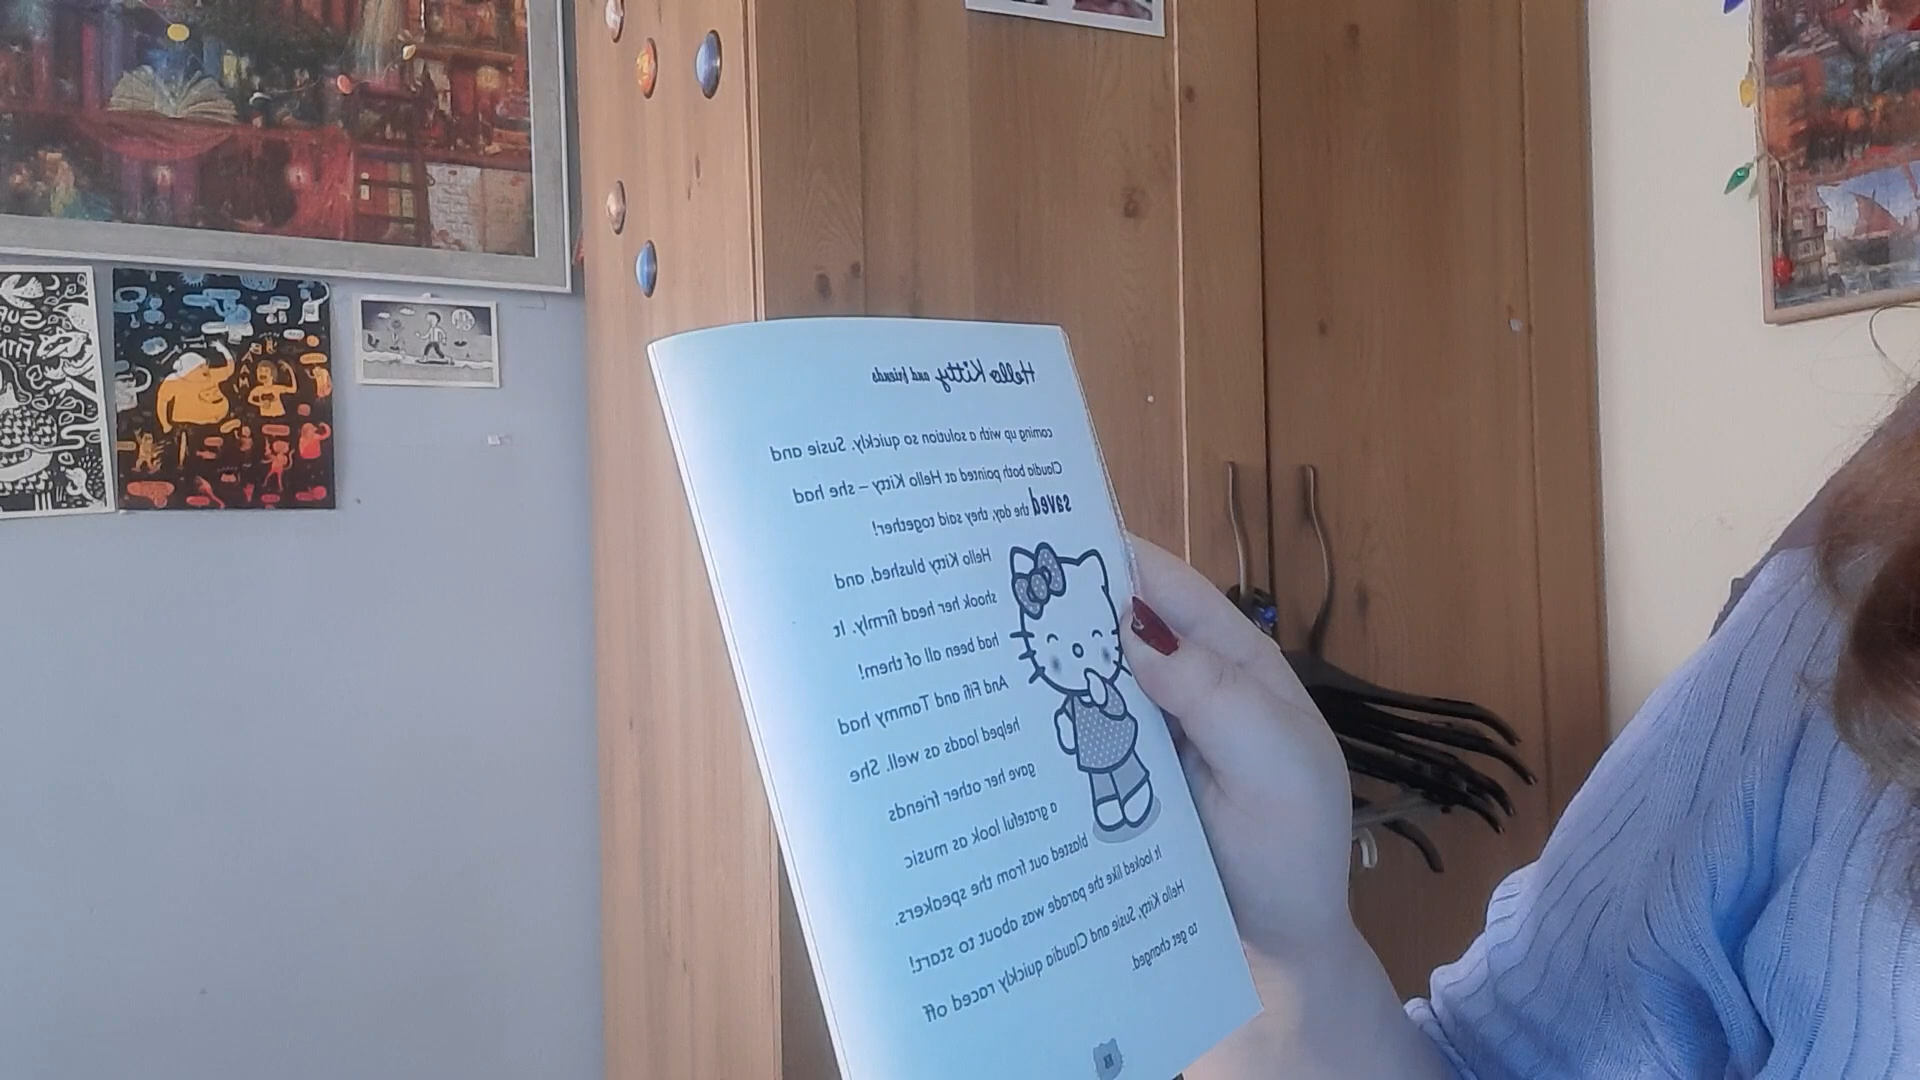 Hello Kitty and friends
coming up with a solution so quickly. Susie and
Claudia both pointed at Hello Kitty – she had
saved the day, they said together!
Hello Kitty blushed, and
shook her head firmly. It
had been all of them!
And Fifi and Tammy had
helped loads as well. She
gave her other friends
a grateful look as music
blasted out from the speakers.
It looked like the parade was about to start!
Hello Kitty, Susie and Claudia quickly raced off
to get changed.